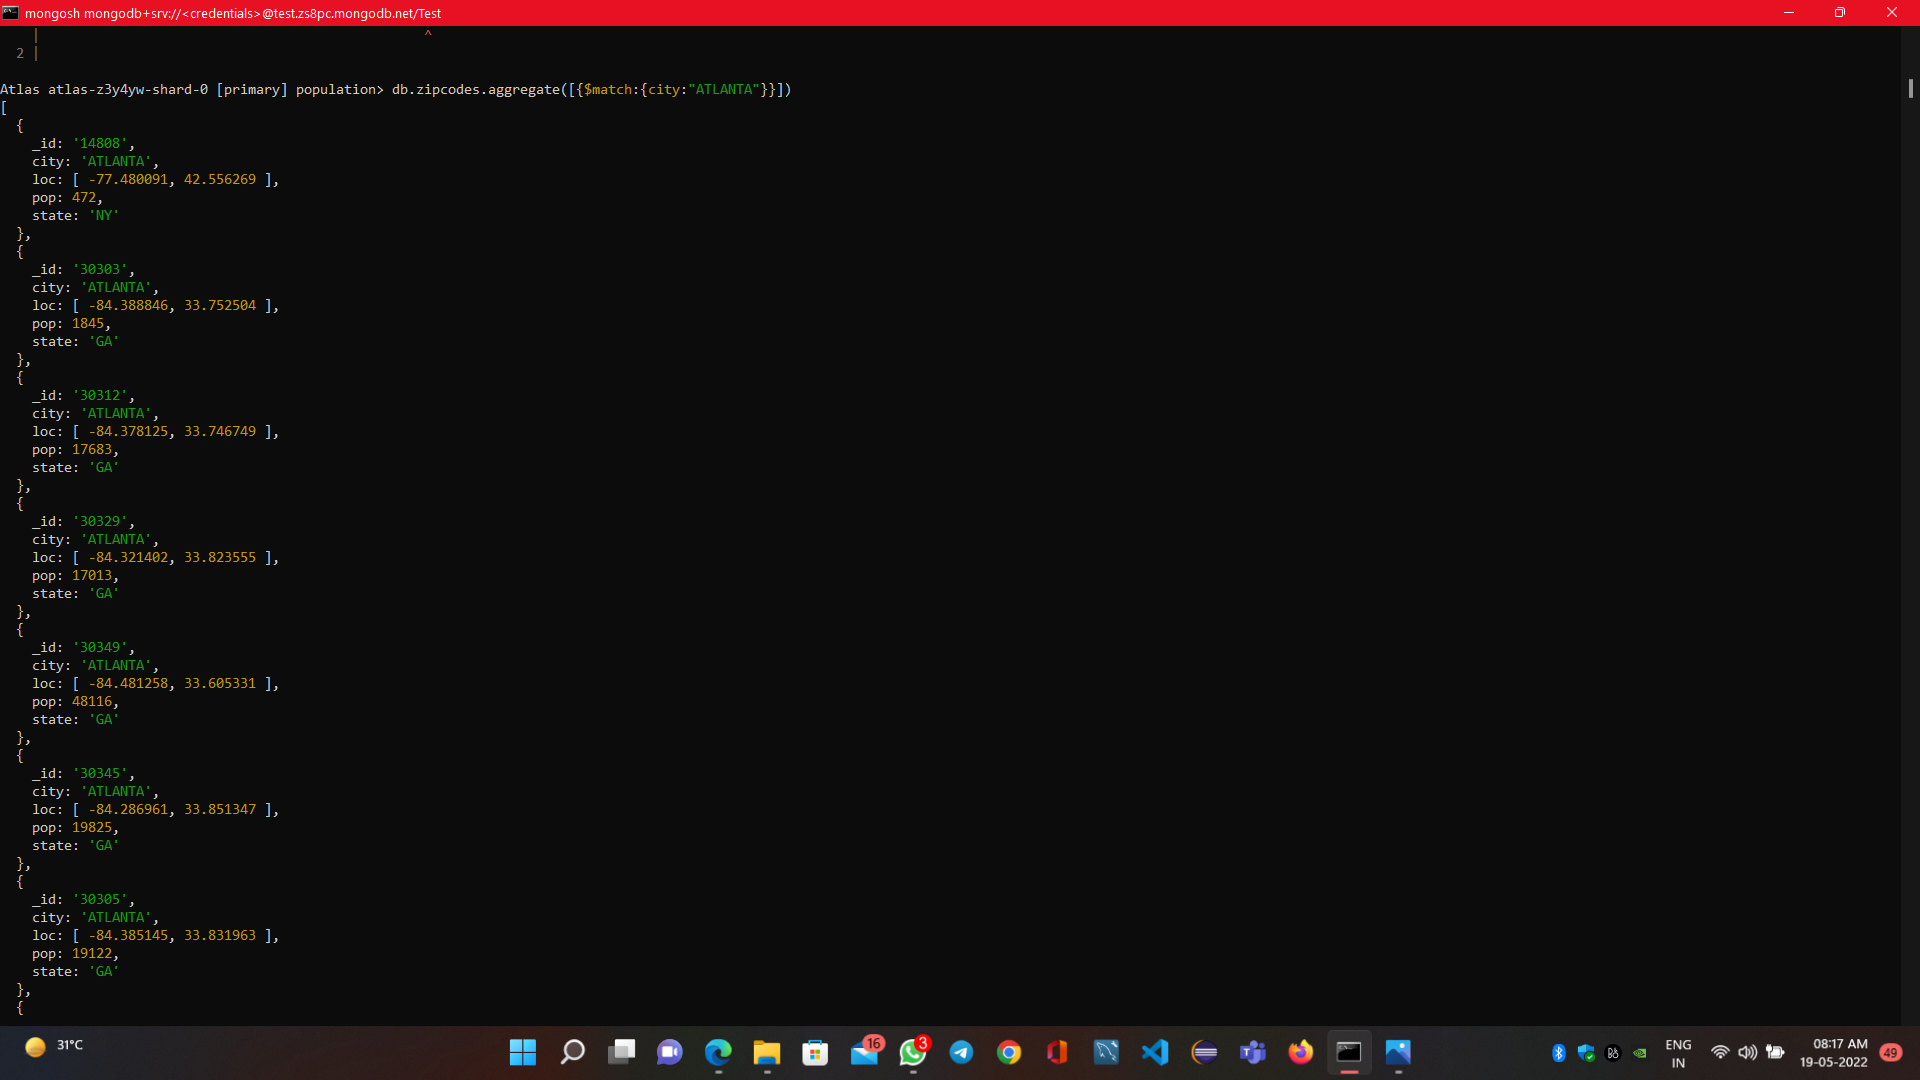 mongosh mongodb+srv://<credentials>@test.zs8pc.mongodb.net/Test
| ^
2 |
Atlas atlas-z3y4yw-shard-0 [primary] population> db.zipcodes.aggregate([{$match:{city:"ATLANTA"}}])
[
{
_id: '14808',
city: 'ATLANTA',
loc: [ -77.480091, 42.556269 ],
pop: 472,
state: 'NY'
},
{
_id: '30303',
city: 'ATLANTA',
loc: [ -84.388846, 33.752504 ],
pop: 1845,
state: 'GA'
},
{
_id: '30312',
city: 'ATLANTA',
loc: [ -84.378125, 33.746749 ],
pop: 17683,
state: 'GA'
},
{
_id: '30329',
city: 'ATLANTA',
loc: [ -84.321402, 33.823555 ],
pop: 17013,
state: 'GA'
},
{
_id: '30349',
city: 'ATLANTA',
loc: [ -84.481258, 33.605331 ],
pop: 48116,
state: 'GA'
},
{
_id: '30345',
city: 'ATLANTA',
loc: [ -84.286961, 33.851347 ],
pop: 19825,
state: 'GA'
},
{
_id: '30305',
city: 'ATLANTA',
loc: [ -84.385145, 33.831963 ],
pop: 19122,
state: 'GA'
},
{
31°C
16
3
ENG
IN
08:17 AM
19-05-2022
49